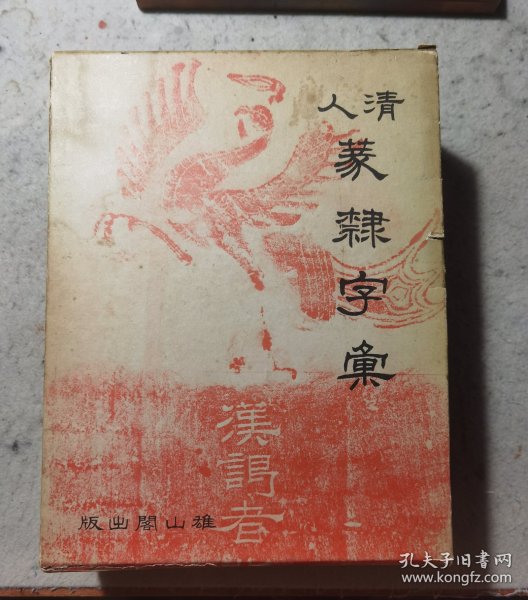 清人
篆隸字彙
漢謁者
雄山閣出版
孔夫子旧书网
www.kongfz.com